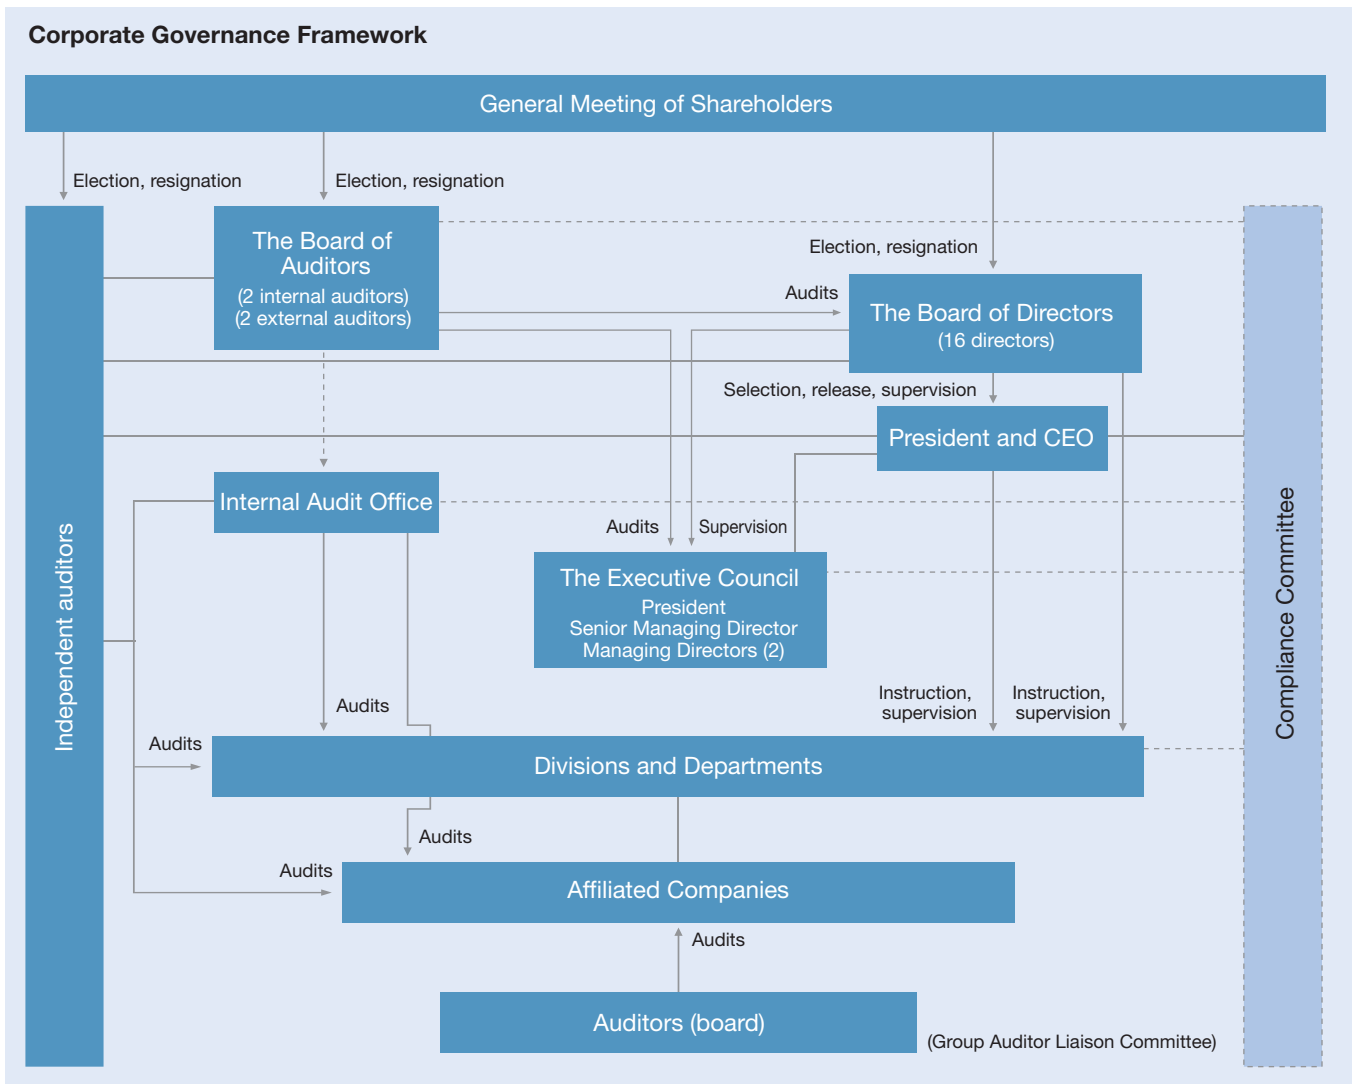 Corporate Governance Framework
General Meeting of Shareholders
Election, resignation
Election, resignation
The Board of
Auditors
(2 internal auditors)
(2 external auditors)
Election, resignation
Audits
The Board of Directors
(16 directors)
Selection, release, supervision
President and CEO
Internal Audit Office
Audits
Supervision
The Executive Council
President
Senior Managing Director
Managing Directors (2)
Independent auditors
Compliance Committee
Instruction,
supervision
Instruction,
supervision
Audits
Audits
Divisions and Departments
Audits
Audits
Affiliated Companies
Audits
Auditors (board)
(Group Auditor Liaison Committee)